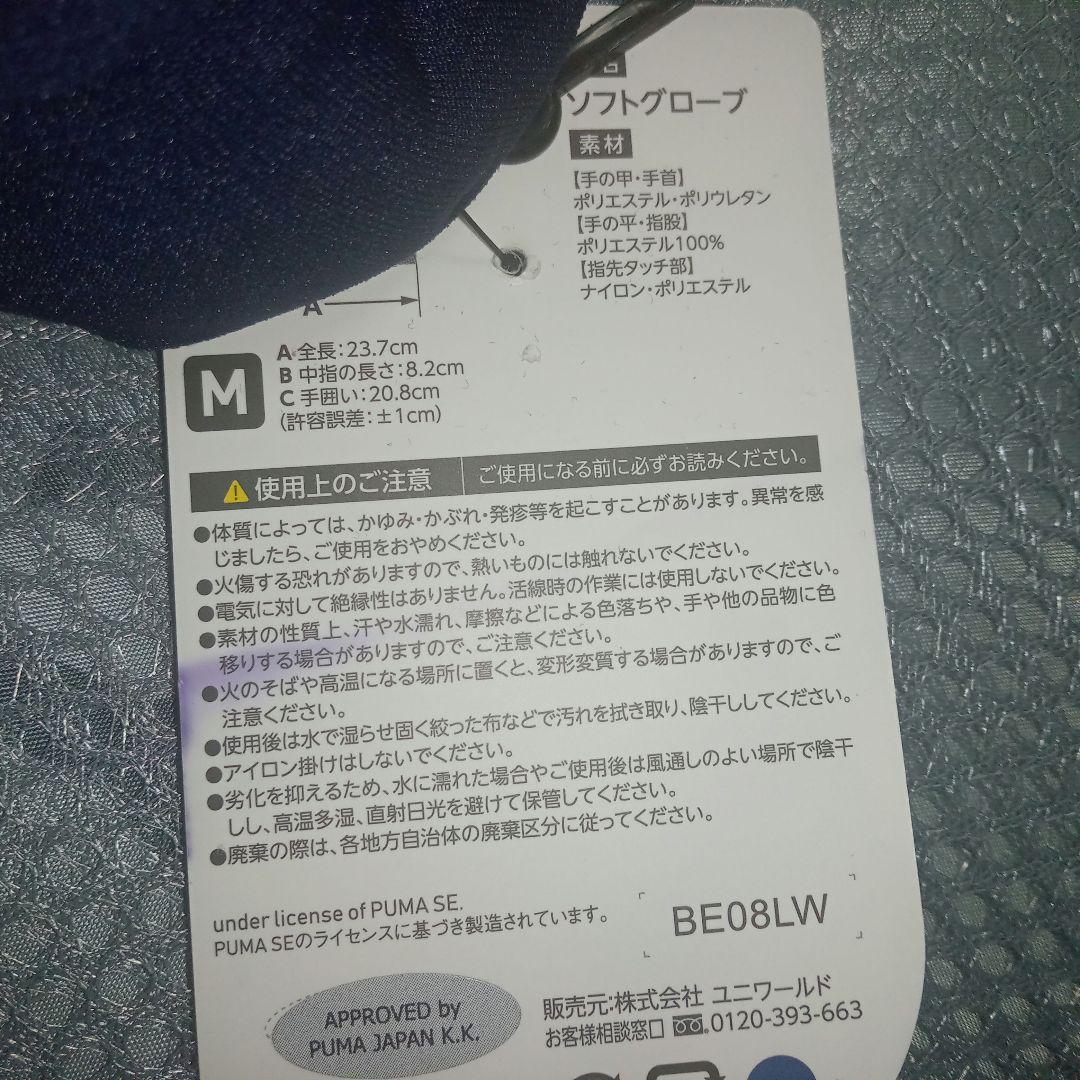 ソフトグローブ
素材
【手の甲・手首】
ポリエステル・ポリウレタン
【手の平・指股】
ポリエステル100%
【指先タッチ部】
ナイロン・ポリエステル
A
M
A 全長:23.7cm
B 中指の長さ:8.2cm
C 手囲い:20.8cm
(許容誤差:±1cm)
使用上のご注意 ご使用になる前に必ずお読みください。
●体質によっては、かゆみ・かぶれ・発疹等を起こすことがあります。異常を感
じましたら、ご使用をおやめください。
●火傷する恐れがありますので、熱いものには触れないでください。
●電気に対して絶縁性はありません。活線時の作業には使用しないでください。
●素材の性質上、汗や水濡れ、摩擦などによる色落ちや、手や他の品物に色
移りする場合がありますので、ご注意ください。
●火のそばや高温になる場所に置くと、変形変質する場合がありますので、ご
注意ください。
●使用後は水で湿らせ固く絞った布などで汚れを拭き取り、陰干ししてください。
●アイロン掛けはしないでください。
●劣化を抑えるため、水に濡れた場合やご使用後は風通しのよい場所で陰干
しし、高温多湿、直射日光を避けて保管してください。
●廃棄の際は、各地方自治体の廃棄区分に従ってください。
under license of PUMA SE.
PUMA SEのライセンスに基づき製造されています。
BE08LW
APPROVED by
PUMA JAPAN K.K.
販売元:株式会社 ユニワールド
お客様相談窓口 0120-393-663